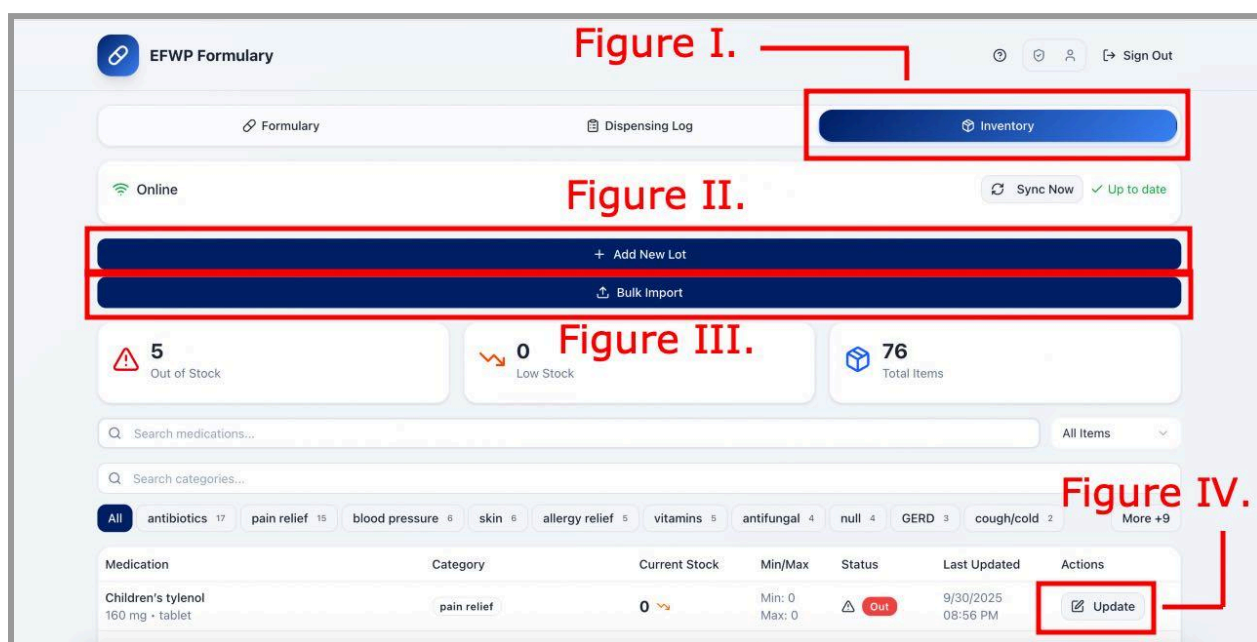 EFWP Formulary
Figure I.
Sign Out
Formulary
Dispensing Log
Inventory
Online
Figure II.
Sync Now
Up to date
+ Add New Lot
Bulk Import
Figure III.
5
Out of Stock
0
Low Stock
76
Total Items
Search medications...
All Items
Search categories...
Figure IV.
All antibiotics 17 pain relief 15 blood pressure 6 skin 6 allergy relief 5 vitamins 5 antifungal 4 null 4 GERD 3 cough/cold 2 More +9
Medication Category Current Stock Min/Max Status Last Updated Actions
Children's tylenol
160 mg • tablet
pain relief
0
Min: 0
Max: 0
Out
9/30/2025
08:56 PM
Update